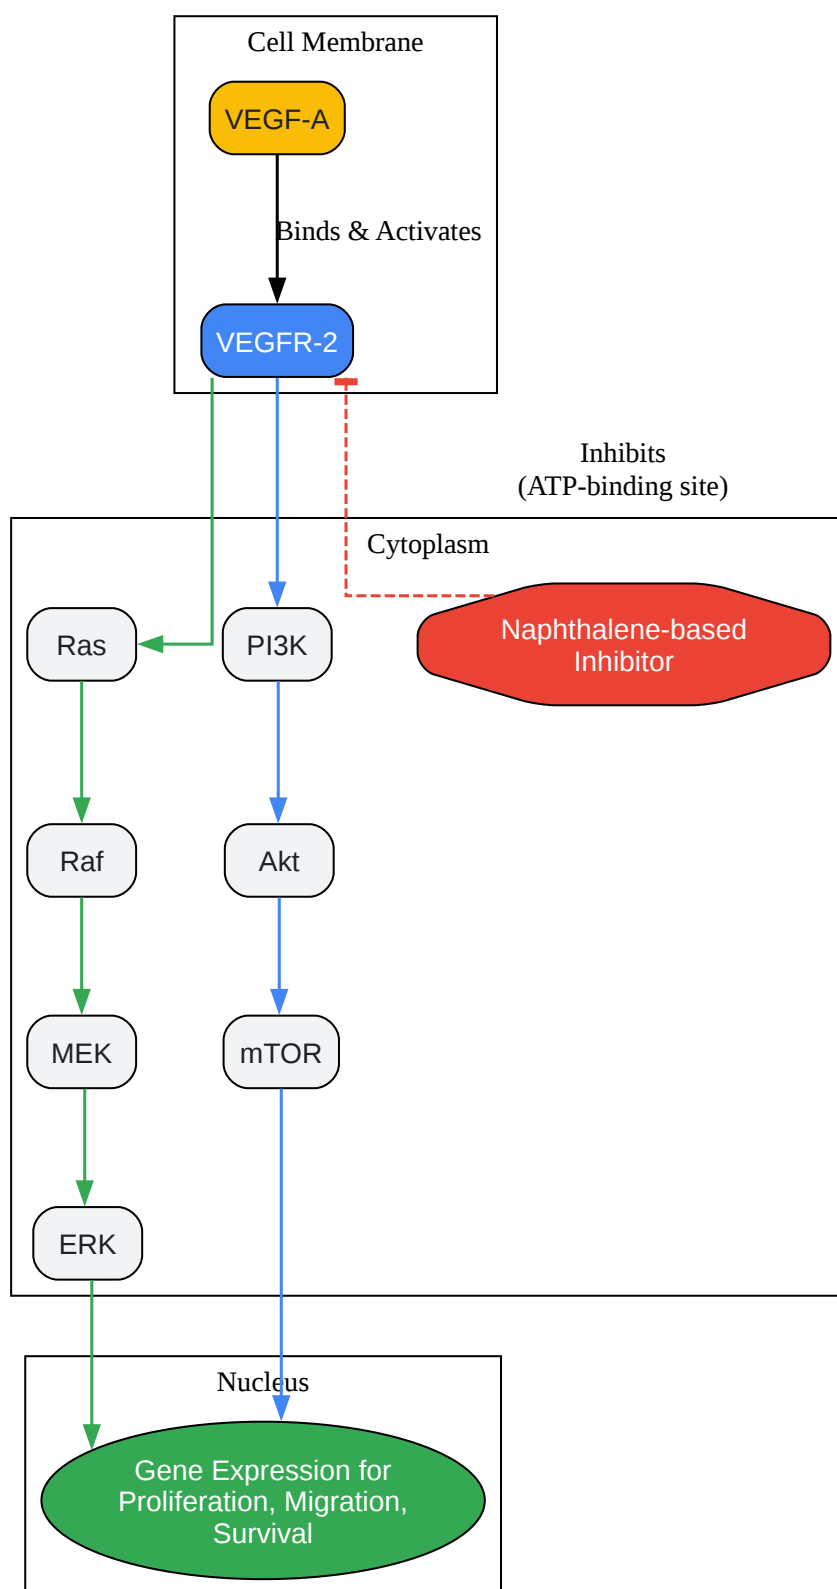 Cell Membrane
VEGF-A
Binds & Activates
VEGFR-2
Inhibits
(ATP-binding site)
Cytoplasm
Ras
PI3K
Naphthalene-based
Inhibitor
Raf
Akt
MEK
mTOR
ERK
Nucleus
Gene Expression for
Proliferation, Migration,
Survival